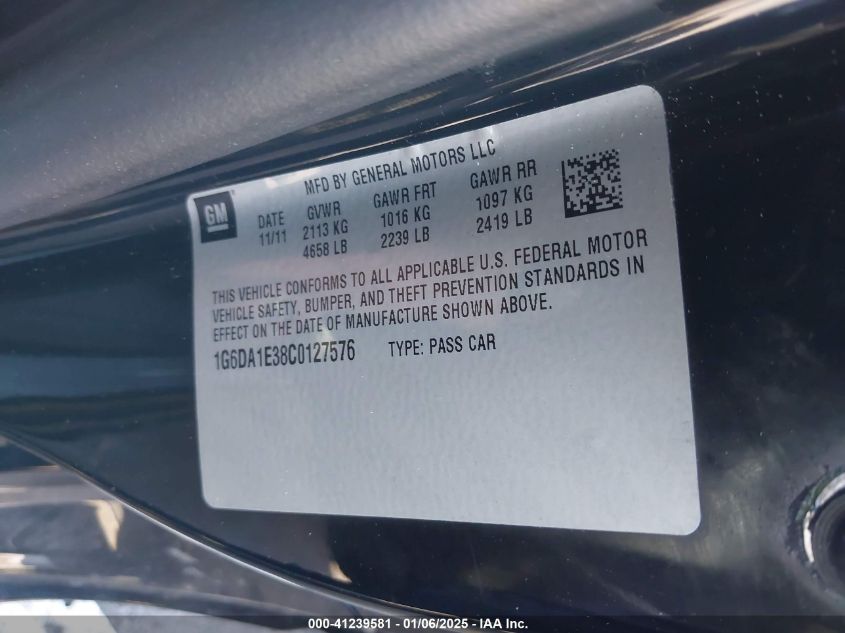 MFD BY GENERAL MOTORS LLC
GM
DATE GVWR GAWR FRT GAWR RR
11/11 2113 KG 1016 KG 1097 KG
4658 LB 2239 LB 2419 LB
THIS VEHICLE CONFORMS TO ALL APPLICABLE U.S. FEDERAL MOTOR
VEHICLE SAFETY, BUMPER, AND THEFT PREVENTION STANDARDS IN
EFFECT ON THE DATE OF MANUFACTURE SHOWN ABOVE.
1G6DA1E38C0127576 TYPE: PASS CAR
000-41239581 - 01/06/2025 - IAA Inc.